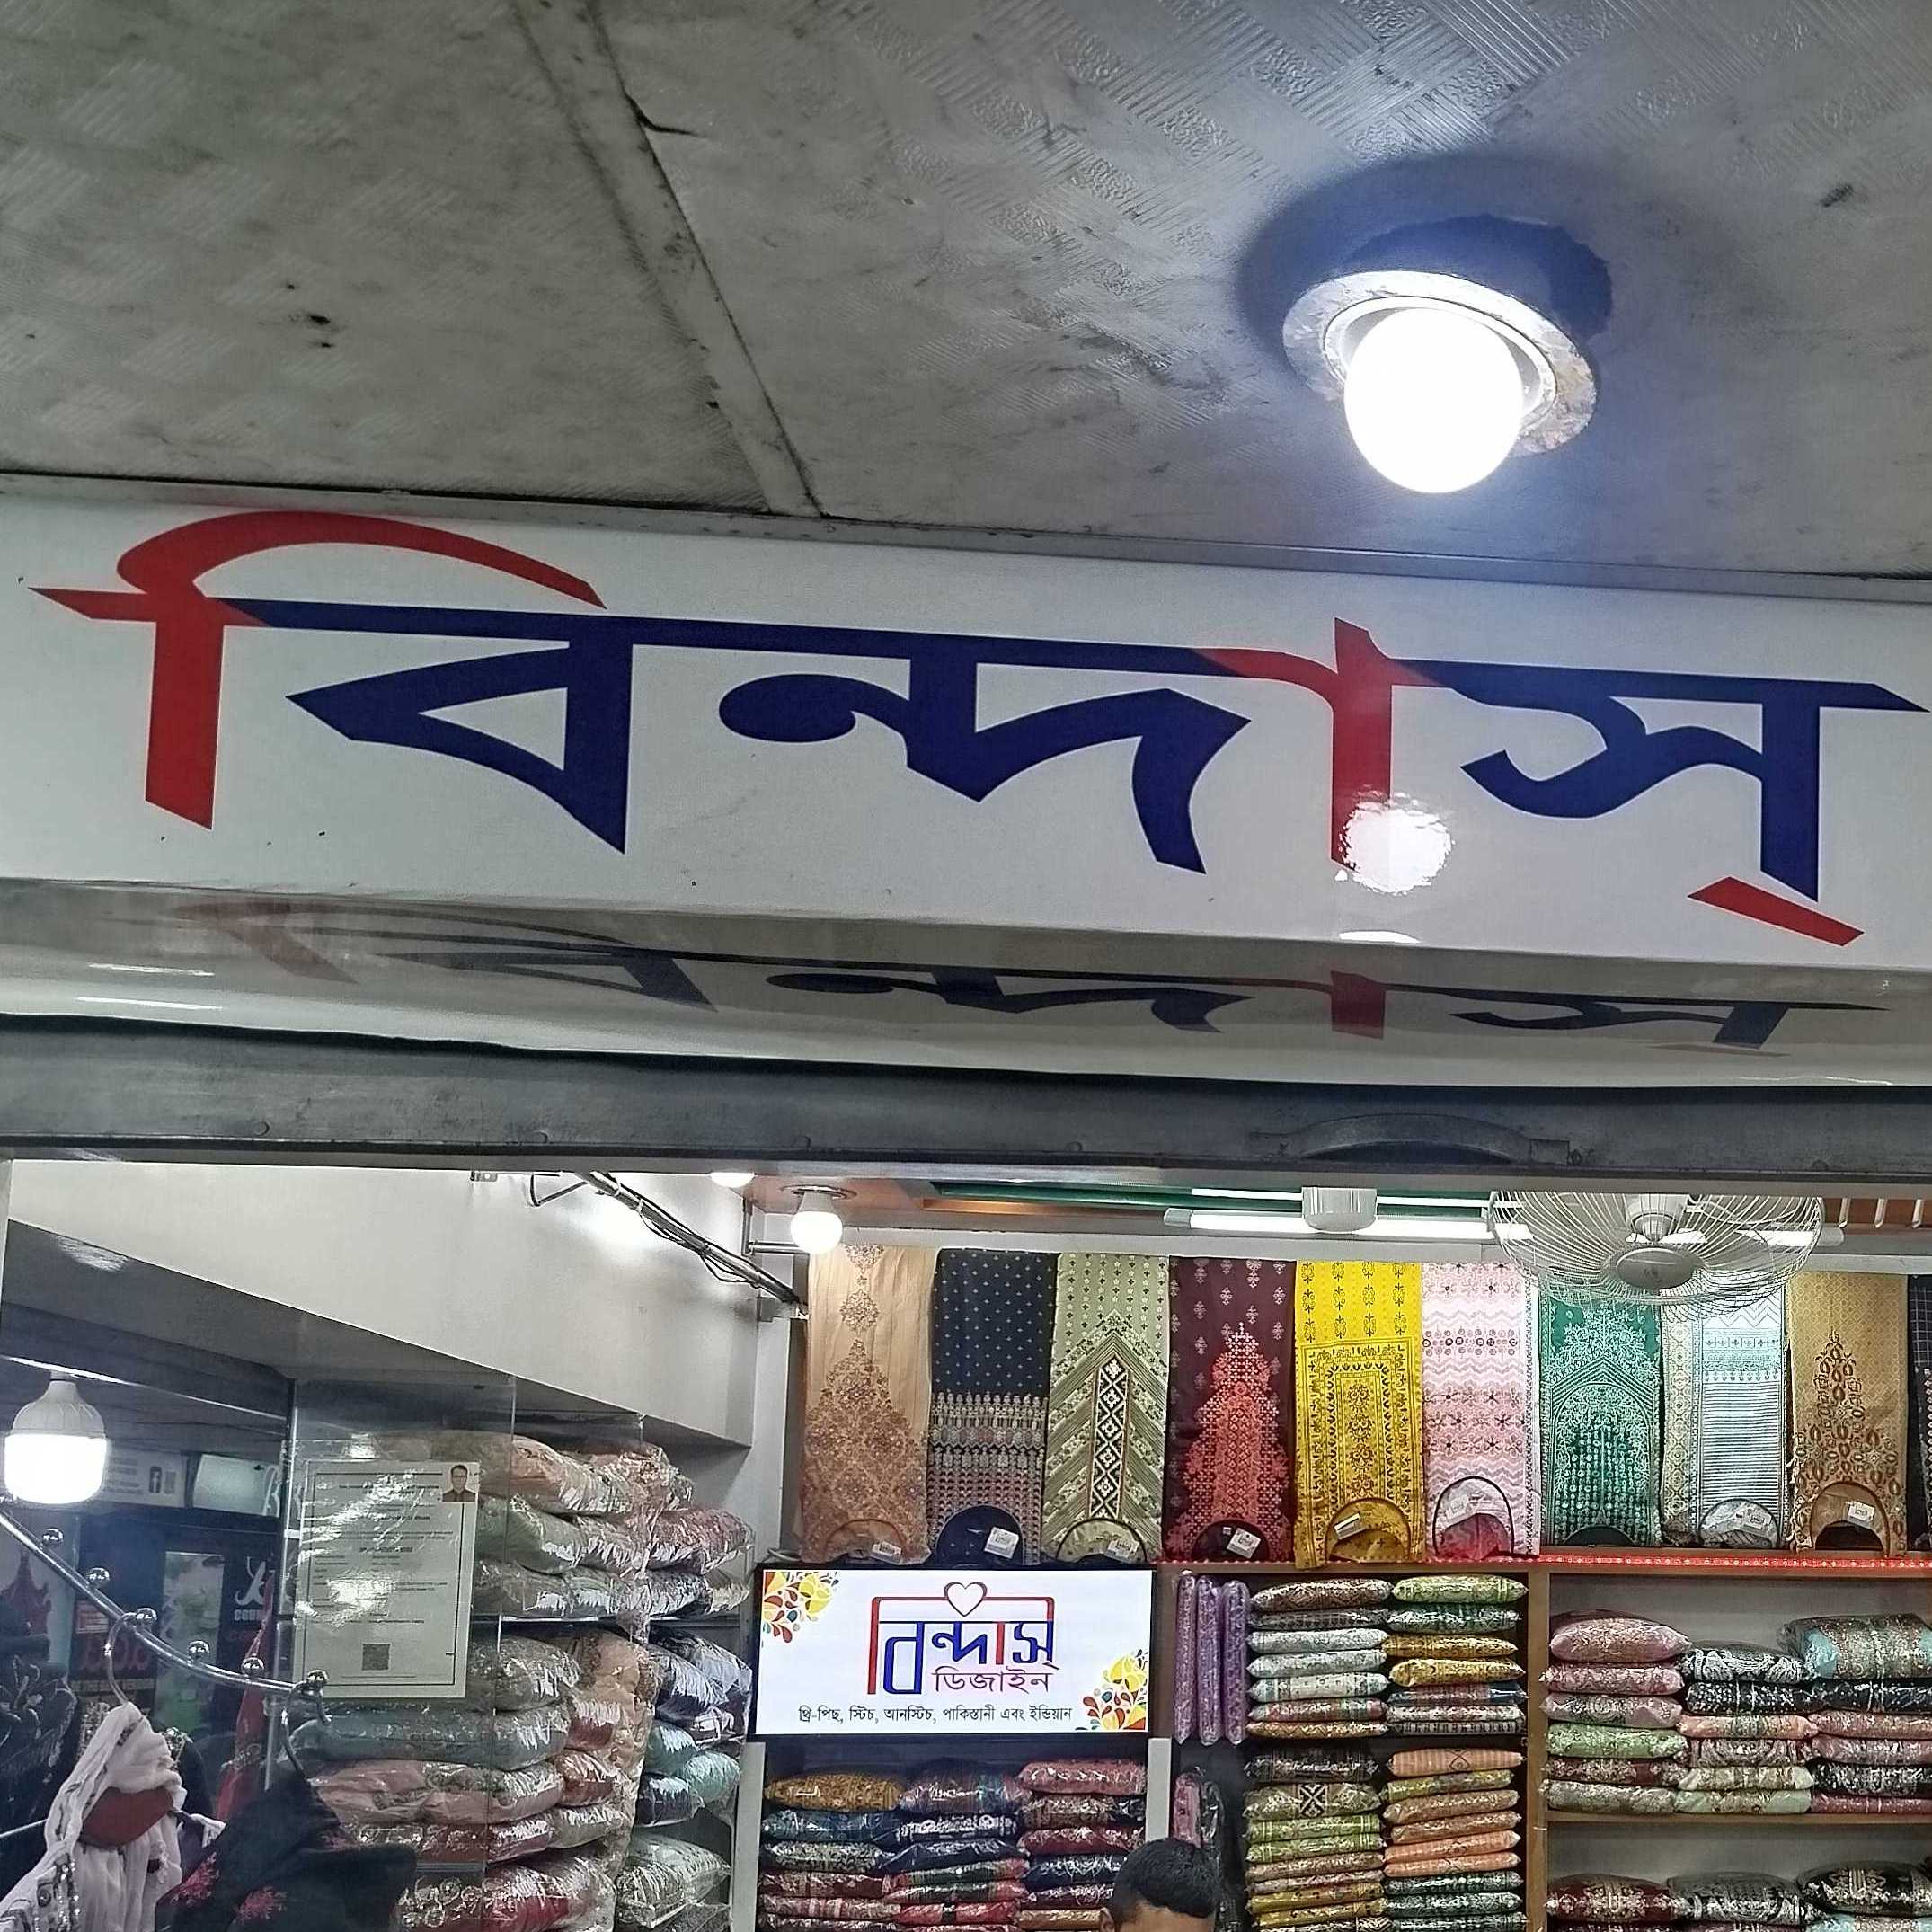 বিন্দাস্
বিন্দাস্
ডিজাইন
থ্রি-পিছ, স্টিচ, আনস্টিচ, পাকিস্তানী এবং ইন্ডিয়ান